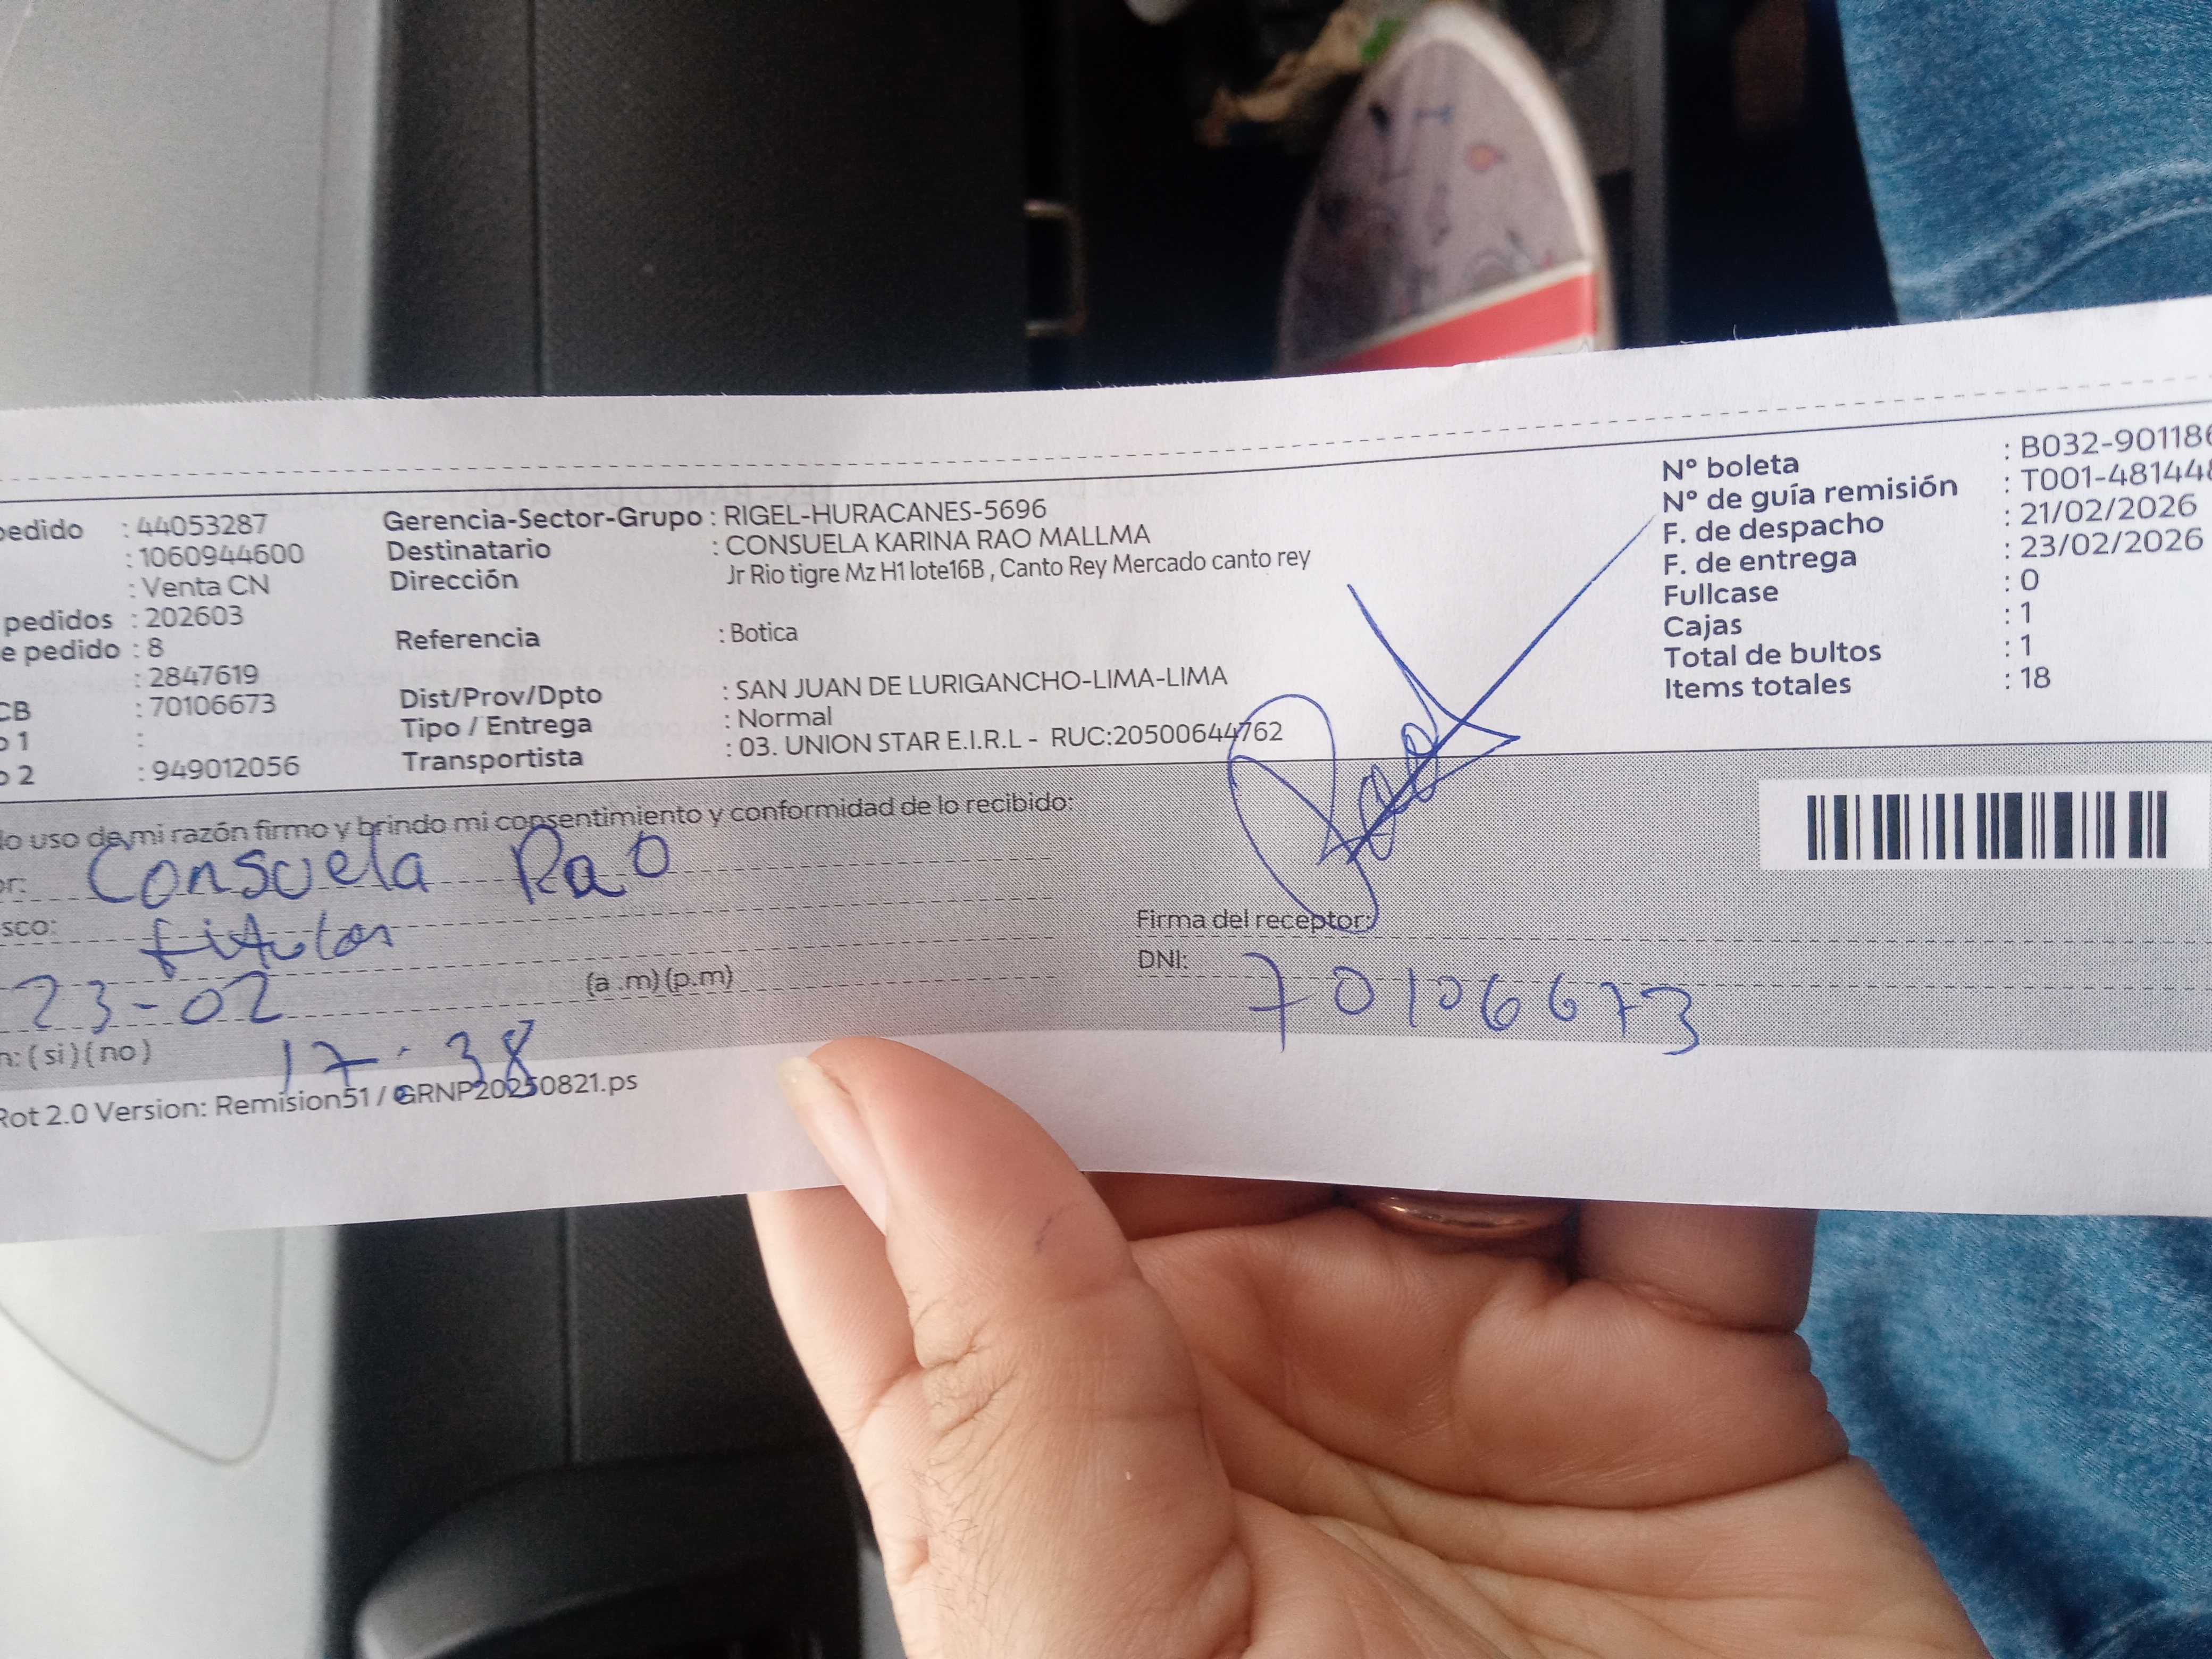 pedido : 44053287
: 1060944600
: Venta CN
pedidos : 202603
e pedido : 8
: 2847619
CB : 70106673
o 1 :
o 2 : 949012056
Gerencia-Sector-Grupo : RIGEL-HURACANES-5696
Destinatario : CONSUELA KARINA RAO MALLMA
Dirección Jr Rio tigre Mz H1 lote16B , Canto Rey Mercado canto rey
Referencia : Botica
Dist/Prov/Dpto : SAN JUAN DE LURIGANCHO-LIMA-LIMA
Tipo / Entrega : Normal
Transportista : 03. UNION STAR E.I.R.L - RUC:20500644762
Nº boleta : B032-901186
Nº de guía remisión : T001-481448
F. de despacho : 21/02/2026
F. de entrega : 23/02/2026
Fullcase : 0
Cajas : 1
Total de bultos : 1
Items totales : 18
lo uso de mi razón firmo y brindo mi consentimiento y conformidad de lo recibido:
or: Consuela Rao
sco: titular
23-02 (a .m) (p.m)
n: ( si ) ( no ) 17:38
Rot 2.0 Version: Remision51 / GRNP20250821.ps
Firma del receptor:
DNI: 70106673